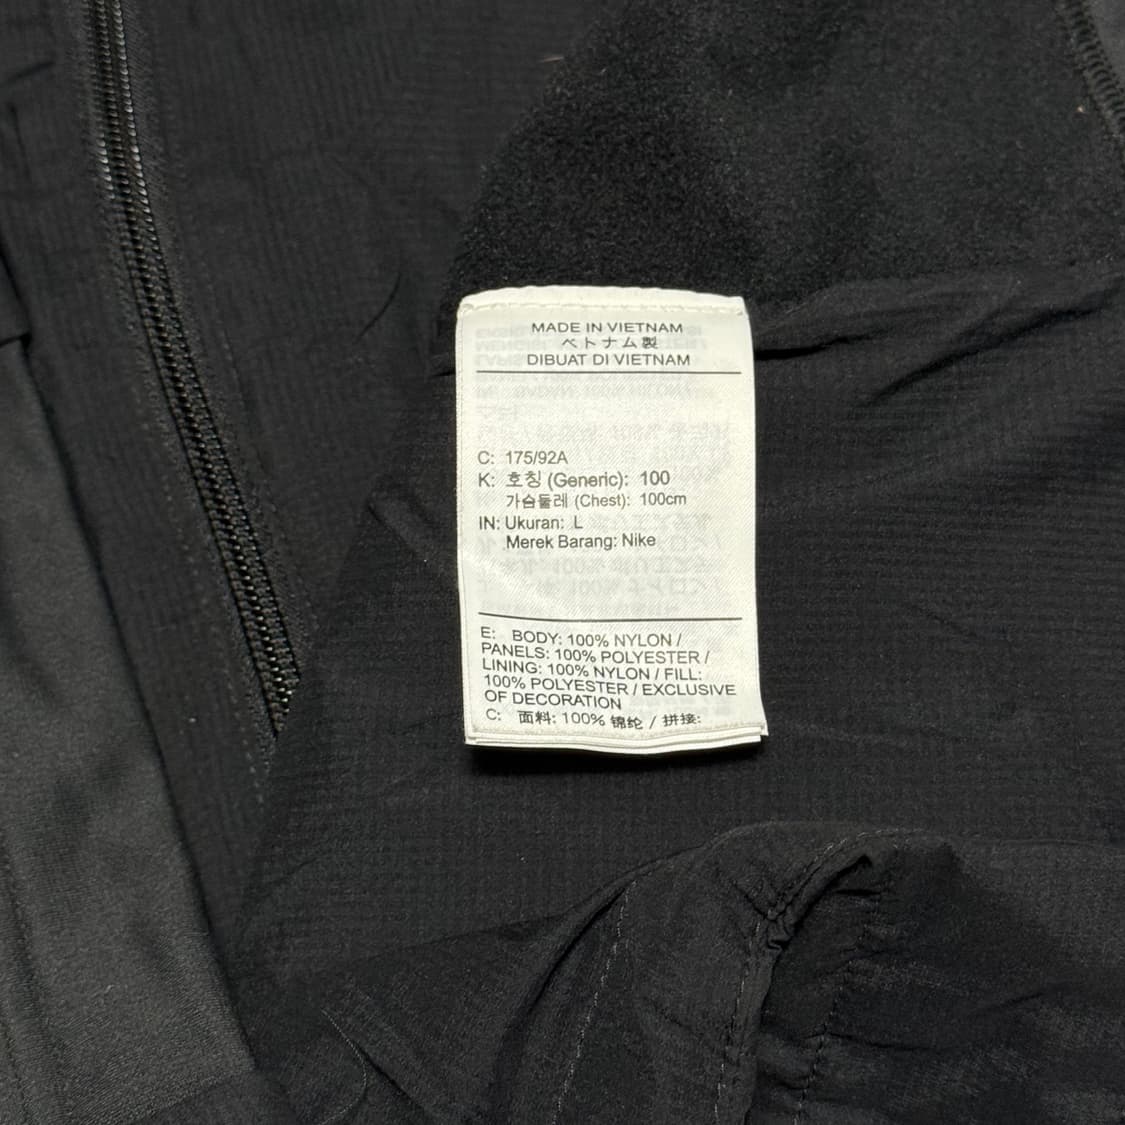 MADE IN VIETNAM
ベトナム製
DIBUAT DI VIETNAM
C: 175/92A
K: 호칭 (Generic): 100
가슴둘레 (Chest): 100cm
IN: Ukuran: L
Merek Barang: Nike
E: BODY: 100% NYLON /
PANELS: 100% POLYESTER /
LINING: 100% NYLON / FILL:
100% POLYESTER / EXCLUSIVE
OF DECORATION
C: 面料: 100% 锦纶 / 拼接: